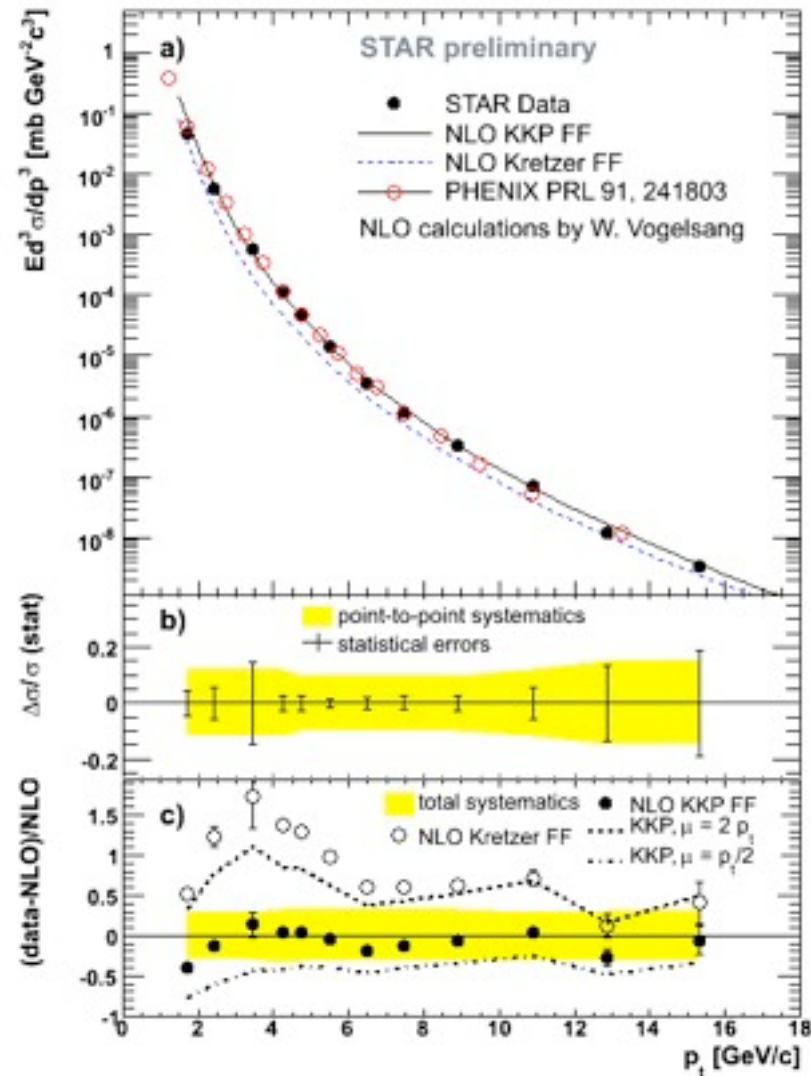 a)
STAR preliminary
STAR Data
NLO KKP FF
NLO Kretzer FF
PHENIX PRL 91, 241803
NLO calculations by W. Vogelsang
Ed³σ/dp³ [mb GeV⁻²c³]
1
10⁻¹
10⁻²
10⁻³
10⁻⁴
10⁻⁵
10⁻⁶
10⁻⁷
10⁻⁸
b)
point-to-point systematics
statistical errors
Δσ/σ (stat)
0.2
0
-0.2
c)
total systematics
NLO KKP FF
NLO Kretzer FF
KKP, μ = 2 pₜ
KKP, μ = pₜ/2
(data-NLO)/NLO
1.5
1
0.5
0
-0.5
-1
0 2 4 6 8 10 12 14 16 18
pₜ [GeV/c]